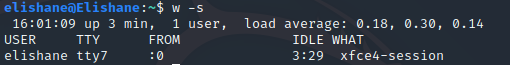 elishane@Elishane:~$ w -s
 16:01:09 up 3 min,  1 user,  load average: 0.18, 0.30, 0.14
USER     TTY      FROM             IDLE WHAT
elishane tty7     :0               3:29  xfce4-session